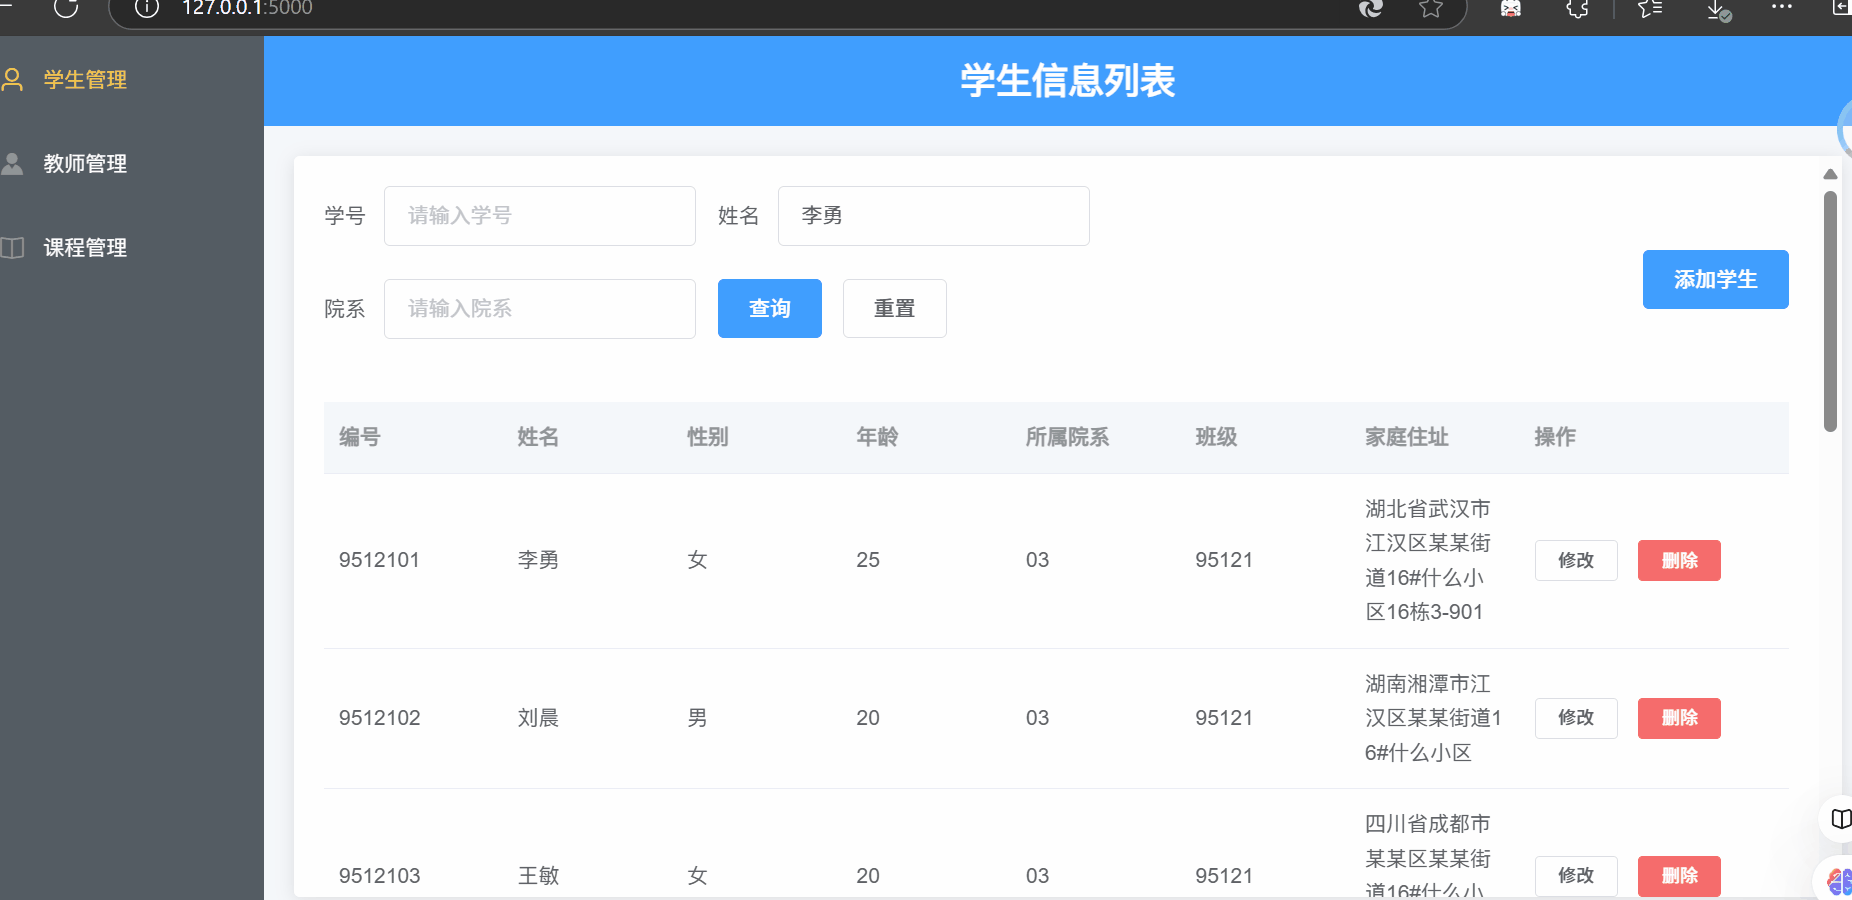 127.0.0.1:5000
学生管理
教师管理
课程管理
学生信息列表
学号 请输入学号 姓名 李勇
院系 请输入院系 查询 重置
添加学生
编号 姓名 性别 年龄 所属院系 班级 家庭住址 操作
9512101 李勇 女 25 03 95121 湖北省武汉市
江汉区某某街
道16#什么小
区16栋3-901
修改 删除
9512102 刘晨 男 20 03 95121 湖南湘潭市江
汉区某某街道1
6#什么小区
修改 删除
9512103 王敏 女 20 03 95121 四川省成都市
某某区某某街
道16#什么小
修改 删除